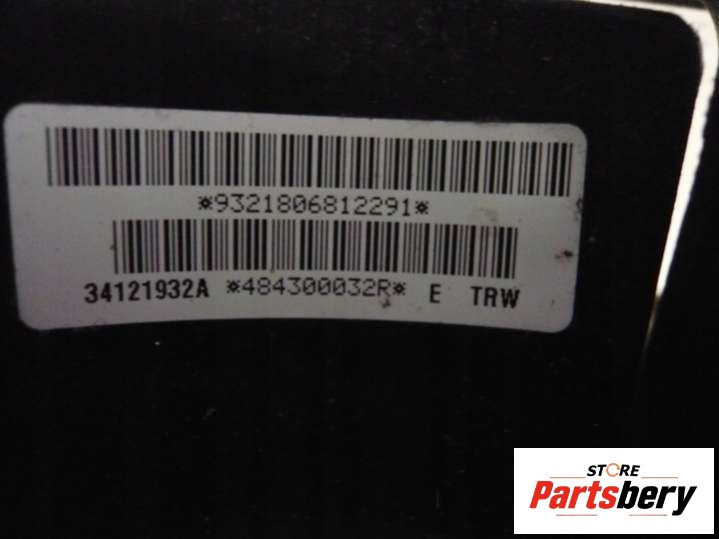 *9321806812291*
34121932A *484300032R* E TRW
STORE
Partsbery